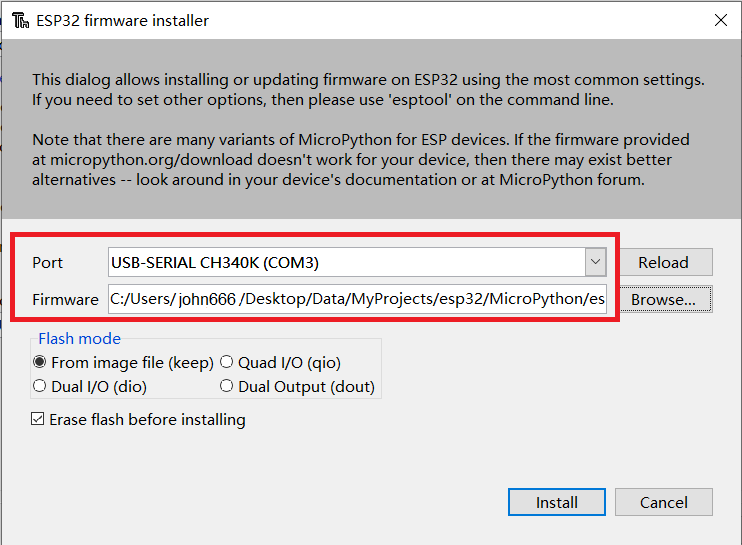 ESP32 firmware installer
This dialog allows installing or updating firmware on ESP32 using the most common settings.
If you need to set other options, then please use 'esptool' on the command line.
Note that there are many variants of MicroPython for ESP devices. If the firmware provided
at micropython.org/download doesn't work for your device, then there may exist better
alternatives -- look around in your device's documentation or at MicroPython forum.
Port USB-SERIAL CH340K (COM3) Reload
Firmware C:/Users/john666/Desktop/Data/MyProjects/esp32/MicroPython/es Browse...
Flash mode
From image file (keep) Quad I/O (qio)
Dual I/O (dio) Dual Output (dout)
Erase flash before installing
Install Cancel